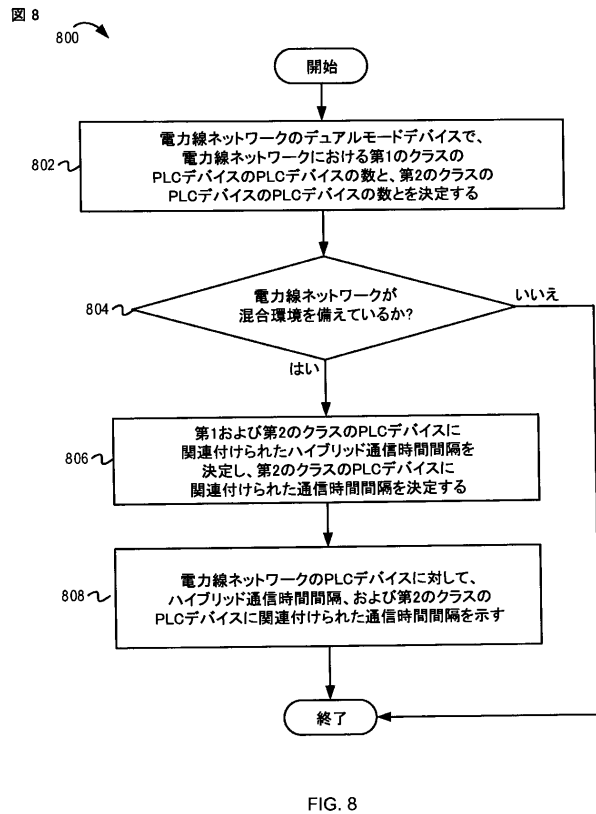 図 8
800
開始
802
電力線ネットワークのデュアルモードデバイスで、
電力線ネットワークにおける第1のクラスの
PLCデバイスのPLCデバイスの数と、第2のクラスの
PLCデバイスのPLCデバイスの数とを決定する
804
電力線ネットワークが
混合環境を備えているか?
いいえ
はい
806
第1および第2のクラスのPLCデバイスに
関連付けられたハイブリッド通信時間間隔を
決定し、第2のクラスのPLCデバイスに
関連付けられた通信時間間隔を決定する
808
電力線ネットワークのPLCデバイスに対して、
ハイブリッド通信時間間隔、および第2のクラスの
PLCデバイスに関連付けられた通信時間間隔を示す
終了
FIG. 8